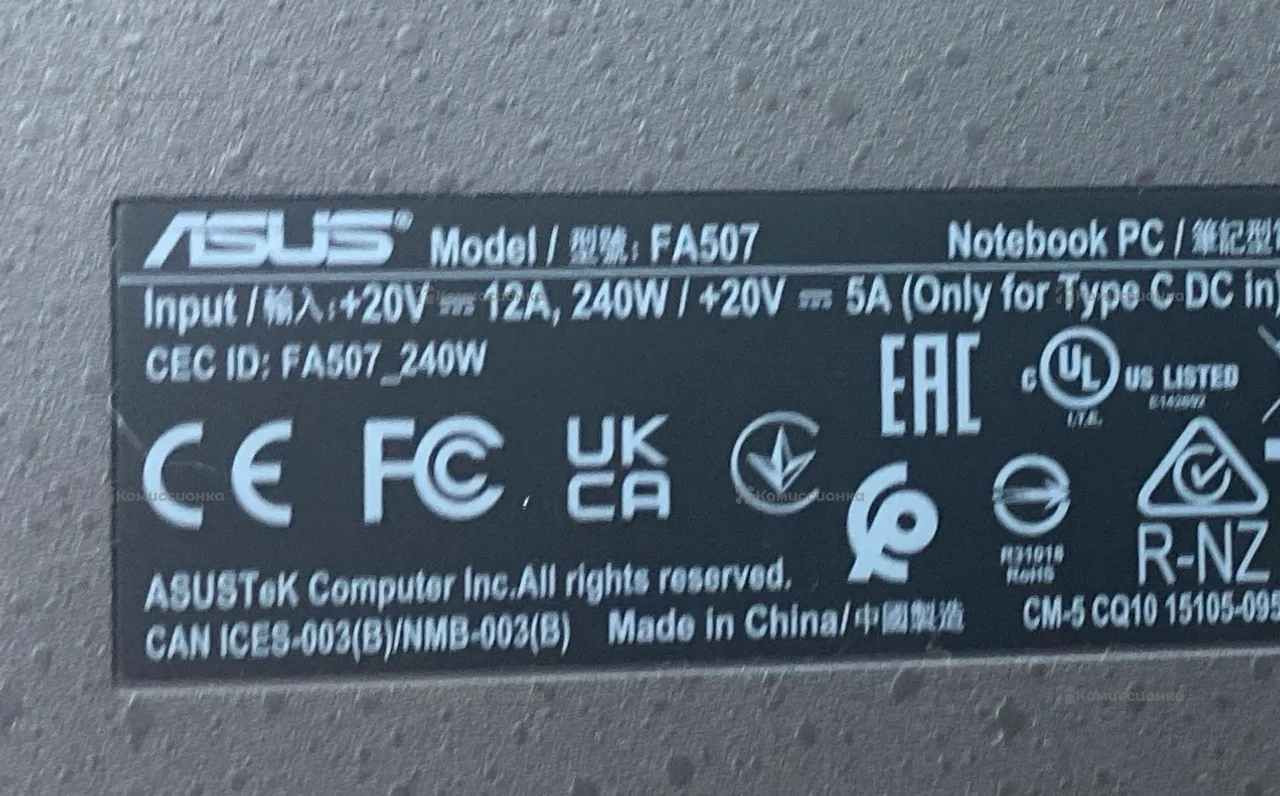 ASUS® Model / 型號: FA507 Notebook PC / 筆記型
Input / 輸入:+20V ⎓ 12A, 240W / +20V ⎓ 5A (Only for Type C DC in)
CEC ID: FA507_240W
EAC
C UL US LISTED
E142892
I.T.E.
CE FC UK CA
R31018
RoHS
R-NZ
ASUSTeK Computer Inc.All rights reserved.
CAN ICES-003(B)/NMB-003(B) Made in China/中國製造 CM-5 CQ10 15105-095
Комиссионка
Комиссионка
Комиссионка